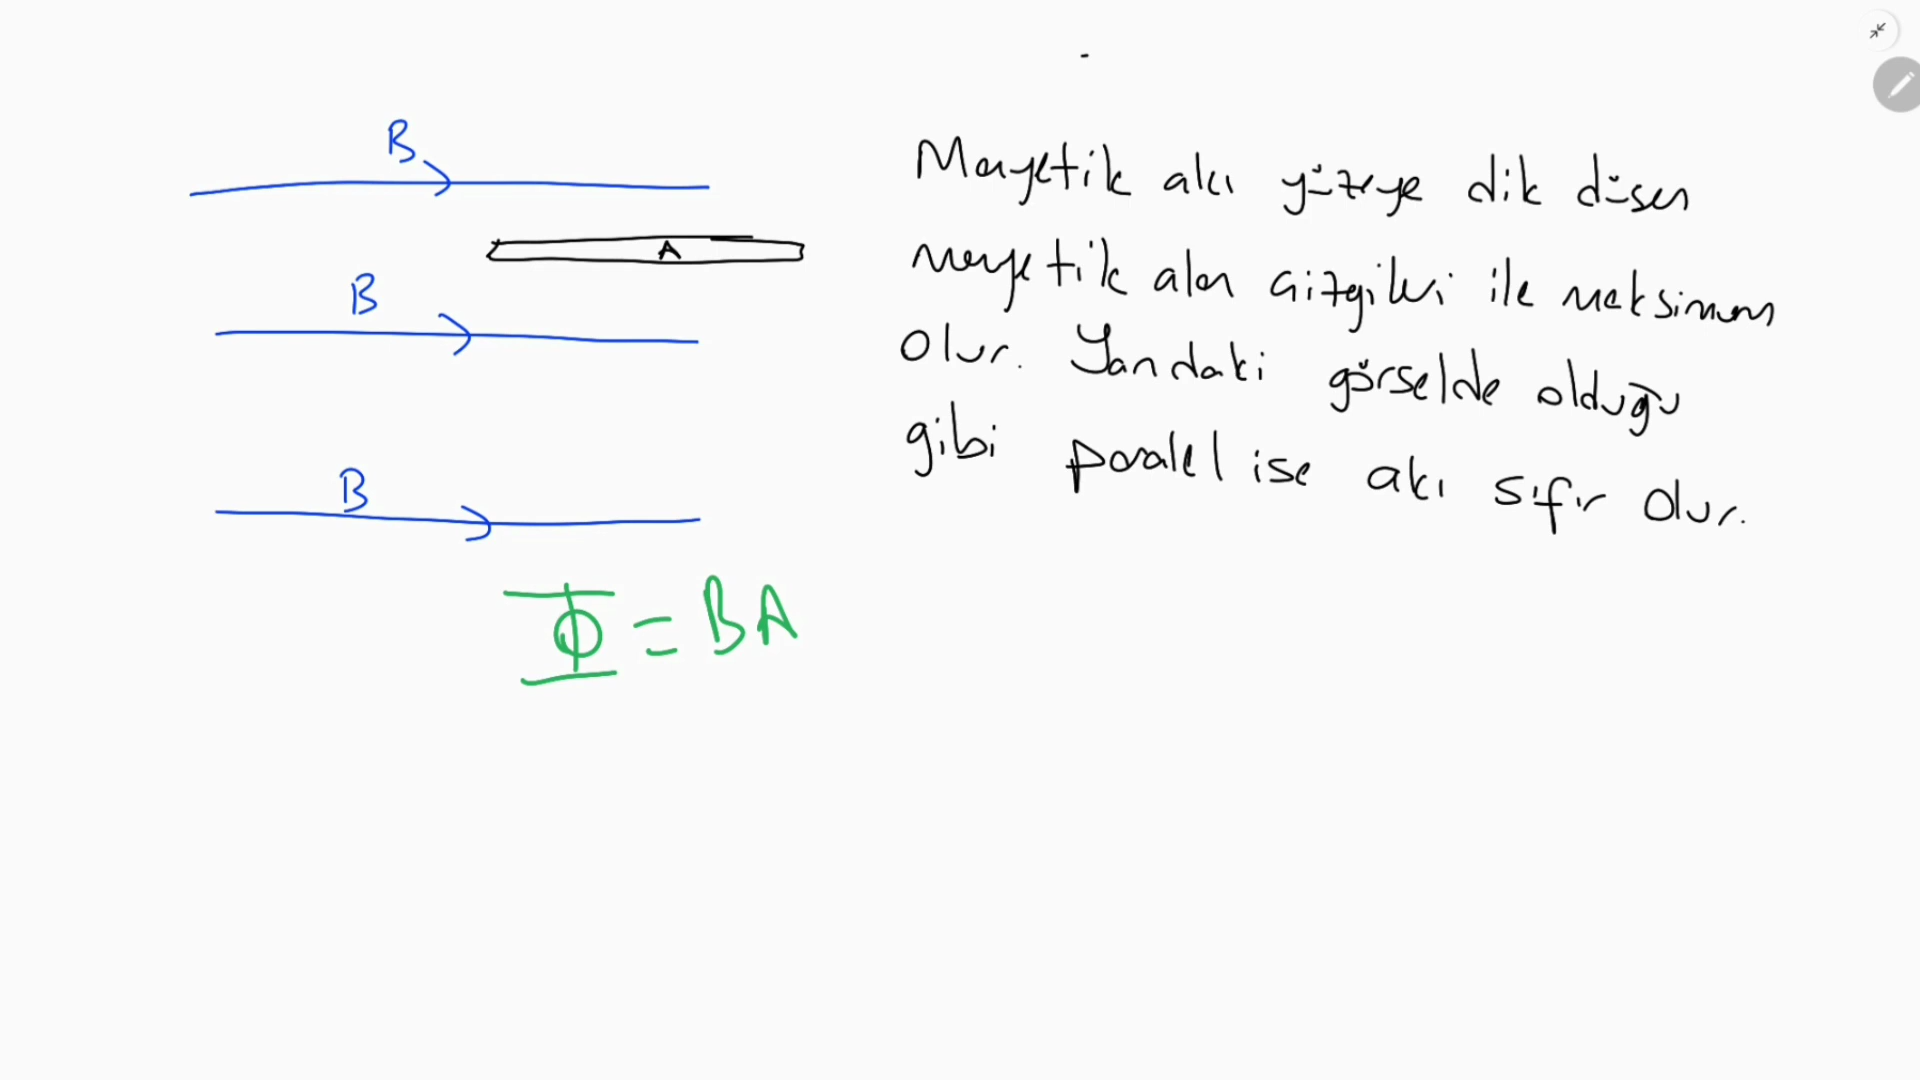 B
A
B
B
Φ = BA
Manyetik akı yüzeye dik düşen
manyetik alan çizgileri ile maksimum
olur. Yandaki görselde olduğu
gibi paralel ise akı sıfır olur.